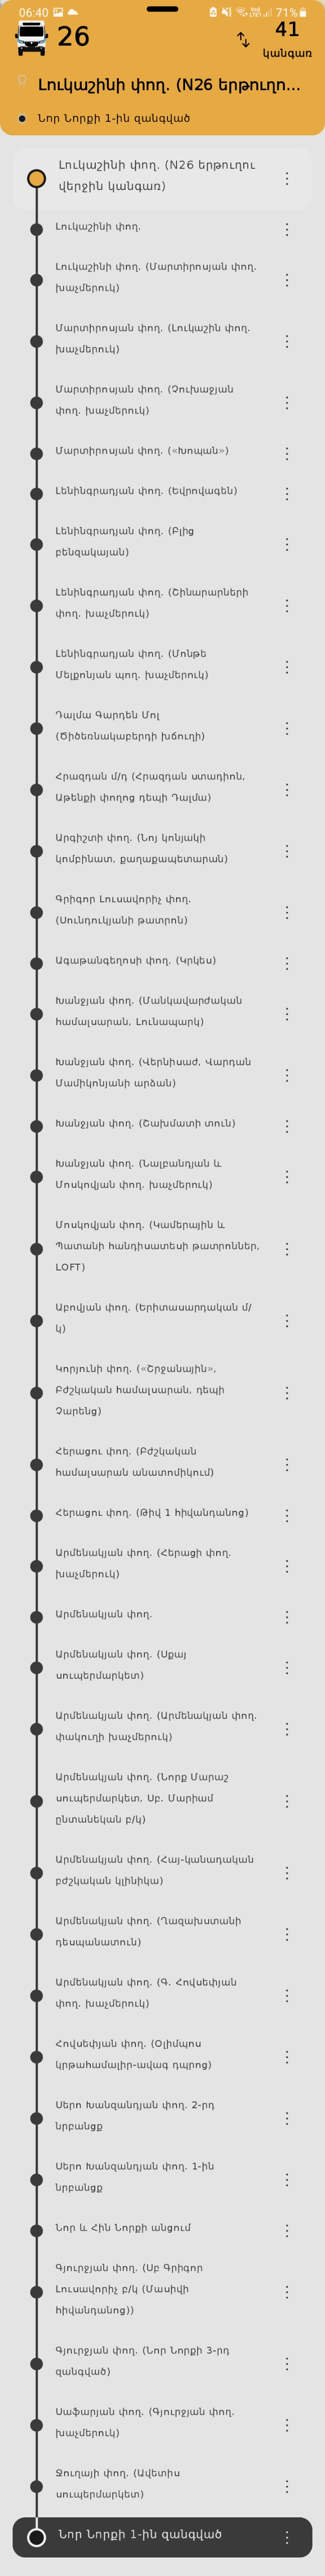 06:40
71%
26
41
կանգառ
Լուկաշինի փող. (N26 երթուղո...
Նոր Նորքի 1-ին զանգված
Լուկաշինի փող. (N26 երթուղու
վերջին կանգառ)
Լուկաշինի փող.
Լուկաշինի փող. (Մարտիրոսյան փող.
խաչմերուկ)
Մարտիրոսյան փող. (Լուկաշին փող.
խաչմերուկ)
Մարտիրոսյան փող. (Չուխաջյան
փող. խաչմերուկ)
Մարտիրոսյան փող. («Խոպան»)
Լենինգրադյան փող. (Եվրովագեն)
Լենինգրադյան փող. (Բլից
բենզակայան)
Լենինգրադյան փող. (Շինարարների
փող. խաչմերուկ)
Լենինգրադյան փող. (Մոնթե
Մելքոնյան պող. խաչմերուկ)
Դալմա Գարդեն Մոլ
(Ծիծեռնակաբերդի խճուղի)
Հրազդան մ/դ (Հրազդան ստադիոն,
Աթենքի փողոց դեպի Դալմա)
Արգիշտի փող. (Նոյ կոնյակի
կոմբինատ, քաղաքապետարան)
Գրիգոր Լուսավորիչ փող.
(Սունդուկյանի թատրոն)
Ագաթանգեղոսի փող. (Կրկես)
Խանջյան փող. (Մանկավարժական
համալսարան, Լունապարկ)
Խանջյան փող. (Վերնիսաժ, Վարդան
Մամիկոնյանի արձան)
Խանջյան փող. (Շախմատի տուն)
Խանջյան փող. (Նալբանդյան և
Մոսկովյան փող. խաչմերուկ)
Մոսկովյան փող. (Կամերային և
Պատանի հանդիսատեսի թատրոններ,
LOFT)
Աբովյան փող. (Երիտասարդական մ/
կ)
Կորյունի փող. («Շրջանային»,
Բժշկական համալսարան, դեպի
Չարենց)
Հերացու փող. (Բժշկական
համալսարան անատոմիկում)
Հերացու փող. (Թիվ 1 հիվանդանոց)
Արմենակյան փող. (Հերացի փող.
խաչմերուկ)
Արմենակյան փող.
Արմենակյան փող. (Սքայ
սուպերմարկետ)
Արմենակյան փող. (Արմենակյան փող.
փակուղի խաչմերուկ)
Արմենակյան փող. (Նորք Մարաշ
սուպերմարկետ, Սբ. Մարիամ
ընտանեկան բ/կ)
Արմենակյան փող. (Հայ-կանադական
բժշկական կլինիկա)
Արմենակյան փող. (Ղազախստանի
դեսպանատուն)
Արմենակյան փող. (Գ. Հովսեփյան
փող. խաչմերուկ)
Հովսեփյան փող. (Օլիմպոս
կրթահամալիր-ավագ դպրոց)
Սերո Խանզադյան փող. 2-րդ
նրբանցք
Սերո Խանզադյան փող. 1-ին
նրբանցք
Նոր և Հին Նորքի անցում
Գյուրջյան փող. (Սբ Գրիգոր
Լուսավորիչ բ/կ (Մասիվի
հիվանդանոց))
Գյուրջյան փող. (Նոր Նորքի 3-րդ
զանգված)
Սաֆարյան փող. (Գյուրջյան փող.
խաչմերուկ)
Ջուղայի փող. (Ավետիս
սուպերմարկետ)
Նոր Նորքի 1-ին զանգված